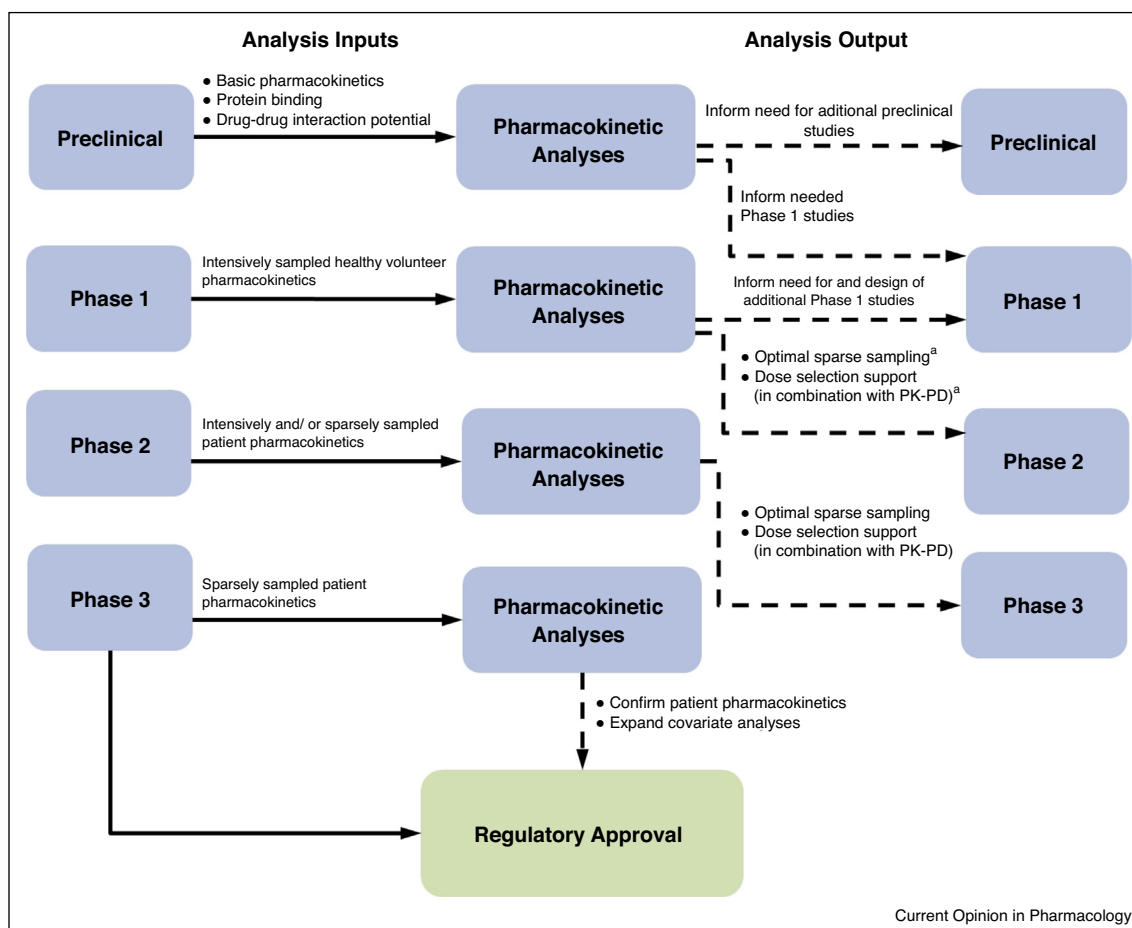 Analysis Inputs
Analysis Output
Preclinical
● Basic pharmacokinetics
● Protein binding
● Drug-drug interaction potential
Pharmacokinetic
Analyses
Inform need for aditional preclinical
studies
Preclinical
Inform needed
Phase 1 studies
Phase 1
Intensively sampled healthy volunteer
pharmacokinetics
Pharmacokinetic
Analyses
Inform need for and design of
additional Phase 1 studies
Phase 1
● Optimal sparse samplingᵃ
● Dose selection support
(in combination with PK-PD)ᵃ
Phase 2
Intensively and/ or sparsely sampled
patient pharmacokinetics
Pharmacokinetic
Analyses
Phase 2
● Optimal sparse sampling
● Dose selection support
(in combination with PK-PD)
Phase 3
Sparsely sampled patient
pharmacokinetics
Pharmacokinetic
Analyses
Phase 3
● Confirm patient pharmacokinetics
● Expand covariate analyses
Regulatory Approval
Current Opinion in Pharmacology